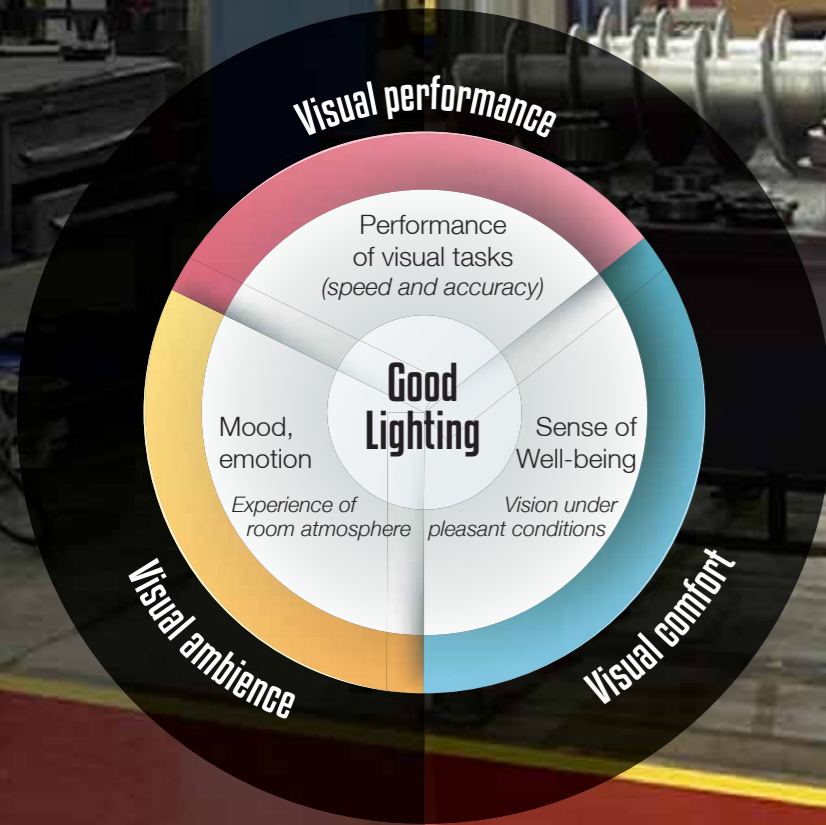 Visual performance
Performance
of visual tasks
(speed and accuracy)
Good
Lighting
Mood,
emotion
Experience of
room atmosphere
Sense of
Well-being
Vision under
pleasant conditions
Visual ambience
Visual comfort